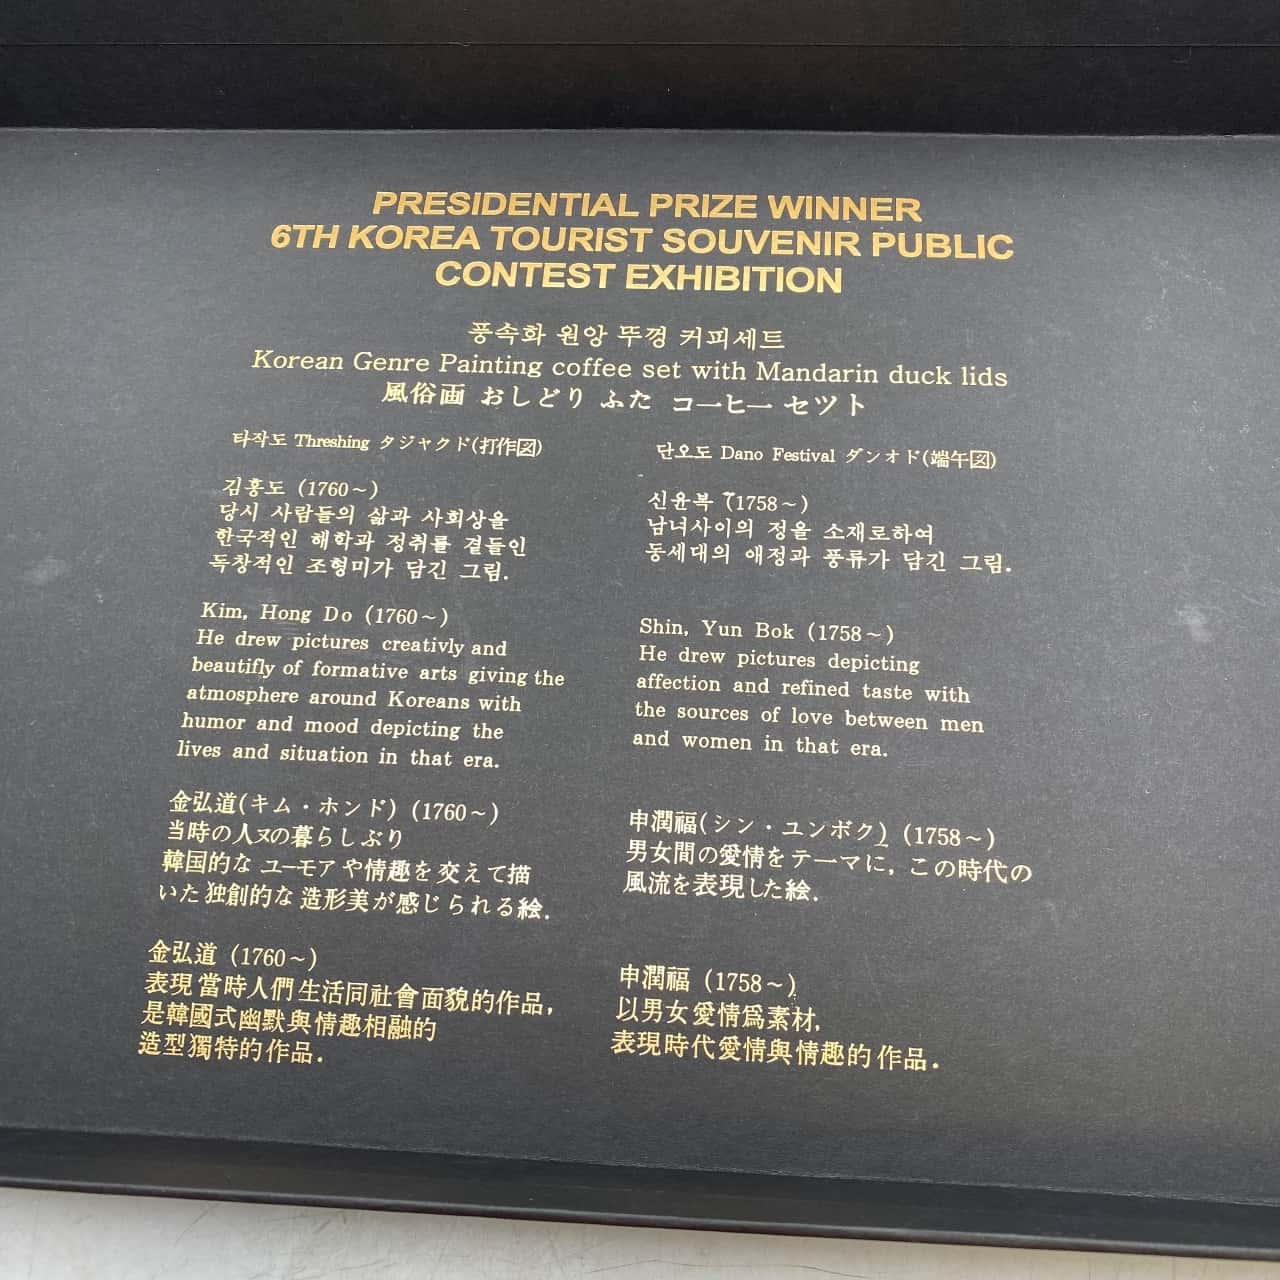 PRESIDENTIAL PRIZE WINNER
6TH KOREA TOURIST SOUVENIR PUBLIC
CONTEST EXHIBITION
풍속화 원앙 뚜껑 커피세트
Korean Genre Painting coffee set with Mandarin duck lids
風俗画 おしどり ふた コーヒー セツト
타작도 Threshing タジャクド(打作図)
김홍도 (1760~)
당시 사람들의 삶과 사회상을
한국적인 해학과 정취를 곁들인
독창적인 조형미가 담긴 그림.
Kim, Hong Do (1760~)
He drew pictures creativly and
beautifly of formative arts giving the
atmosphere around Koreans with
humor and mood depicting the
lives and situation in that era.
金弘道(キム・ホンド) (1760~)
当時の人ヌの暮らしぶり
韓国的な ユーモアや情趣を交えて描
いた独創的な造形美が感じられる絵.
金弘道 (1760~)
表現當時人們生活同社會面貌的作品,
是韓國式幽默與情趣相融的
造型獨特的作品.
단오도 Dano Festival ダンオド(端午図)
신윤복 (1758~)
남녀사이의 정을 소재로하여
동세대의 애정과 풍류가 담긴 그림.
Shin, Yun Bok (1758~)
He drew pictures depicting
affection and refined taste with
the sources of love between men
and women in that era.
申潤福(シン・ユンボク) (1758~)
男女間の愛情をテーマに, この時代の
風流を表現した絵.
申潤福 (1758~)
以男女愛情爲素材,
表現時代愛情與情趣的作品.